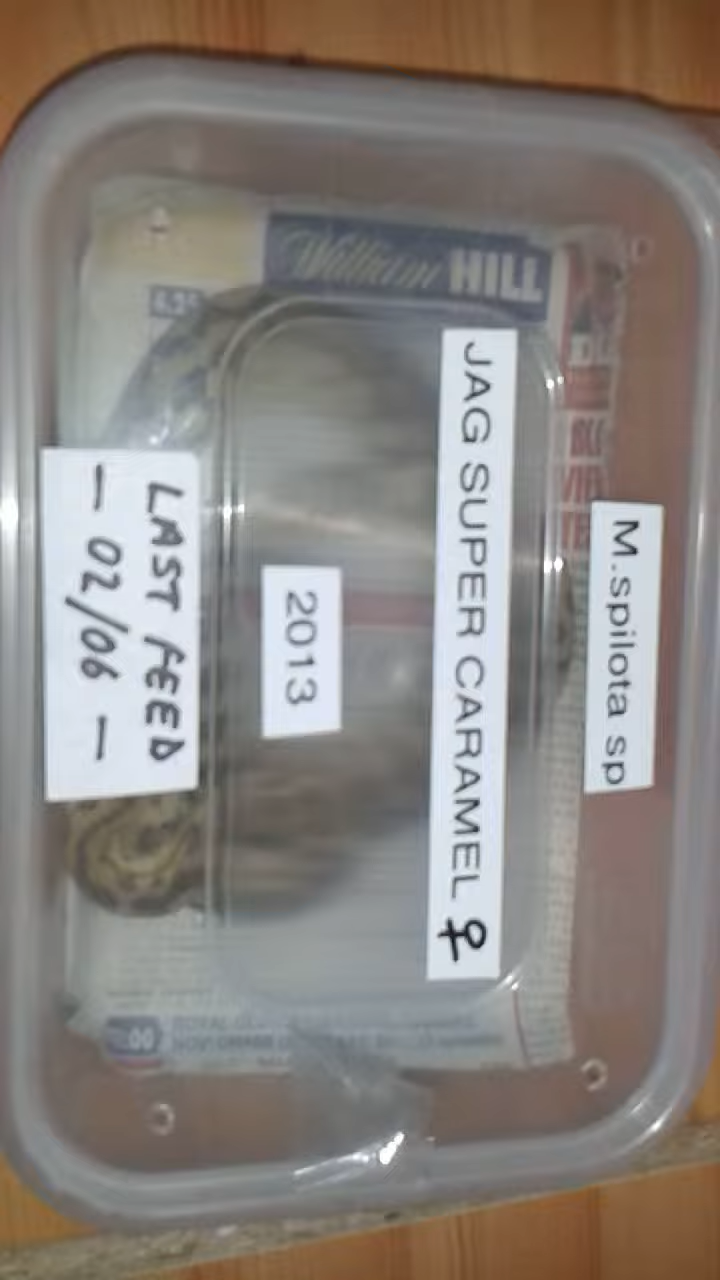 M.spilota sp
JAG SUPER CARAMEL ♀
2013
LAST FEED
— 02/06 —
William HILL